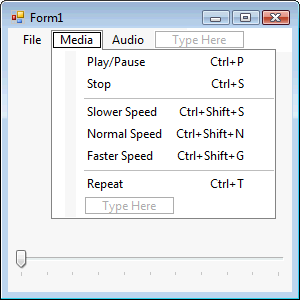 Form1
File Media Audio Type Here
Play/Pause Ctrl+P
Stop Ctrl+S
Slower Speed Ctrl+Shift+S
Normal Speed Ctrl+Shift+N
Faster Speed Ctrl+Shift+G
Repeat Ctrl+T
Type Here